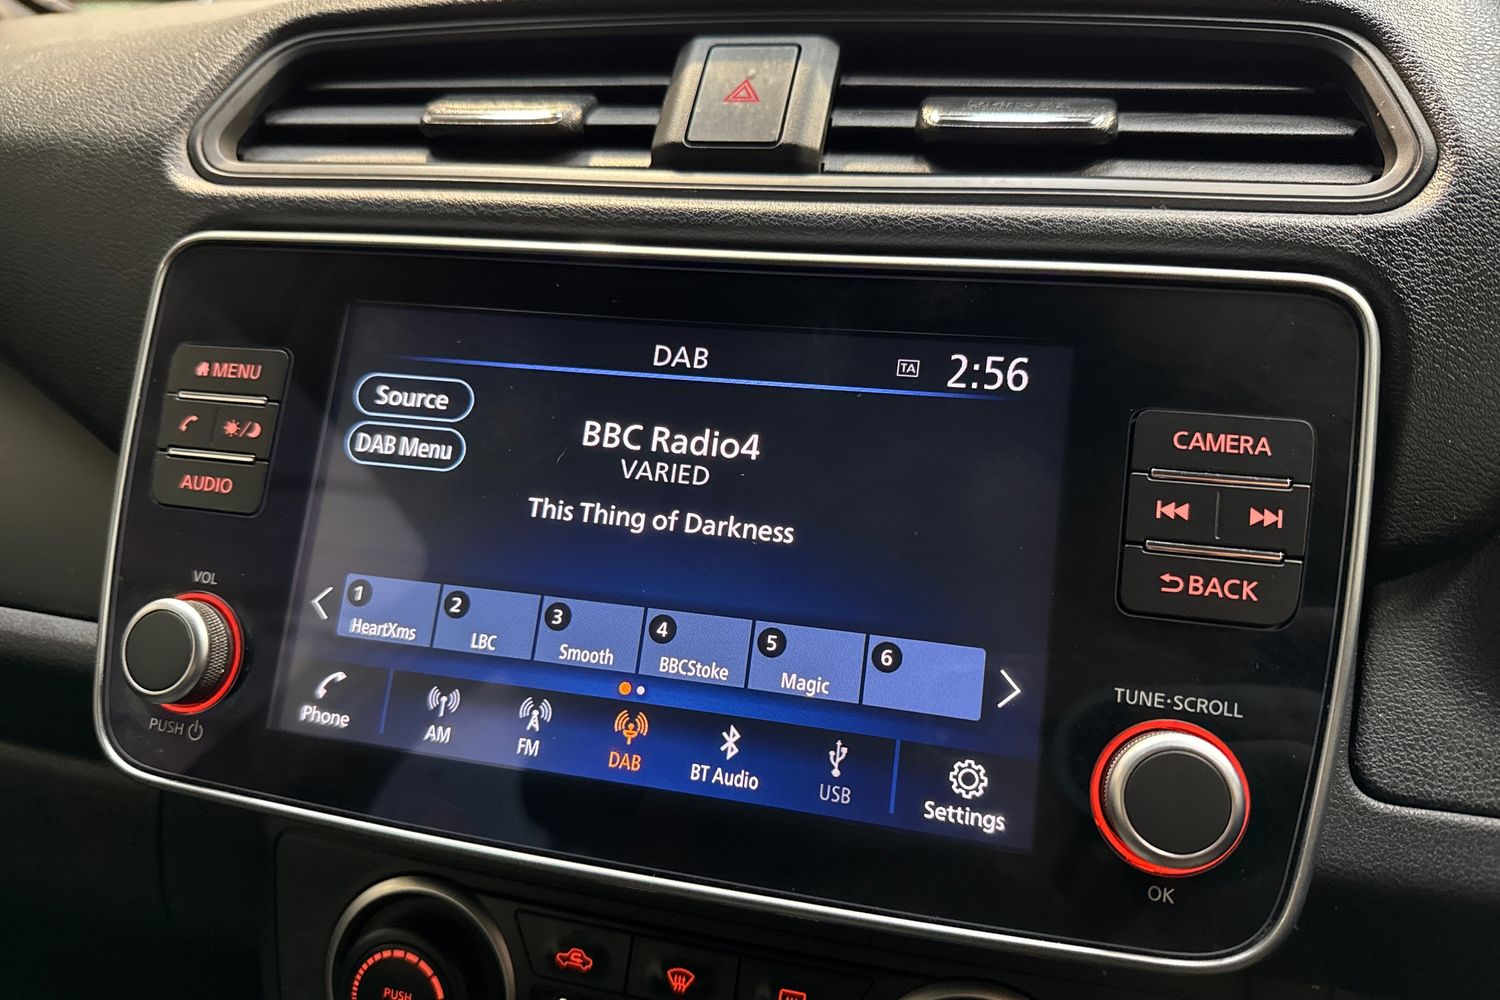 DAB
TA 2:56
Source
DAB Menu
BBC Radio4
VARIED
This Thing of Darkness
1 HeartXms
2 LBC
3 Smooth
4 BBCStoke
5 Magic
6
Phone
AM
FM
DAB
BT Audio
USB
Settings
MENU
AUDIO
VOL
PUSH
CAMERA
BACK
TUNE·SCROLL
OK
PUSH